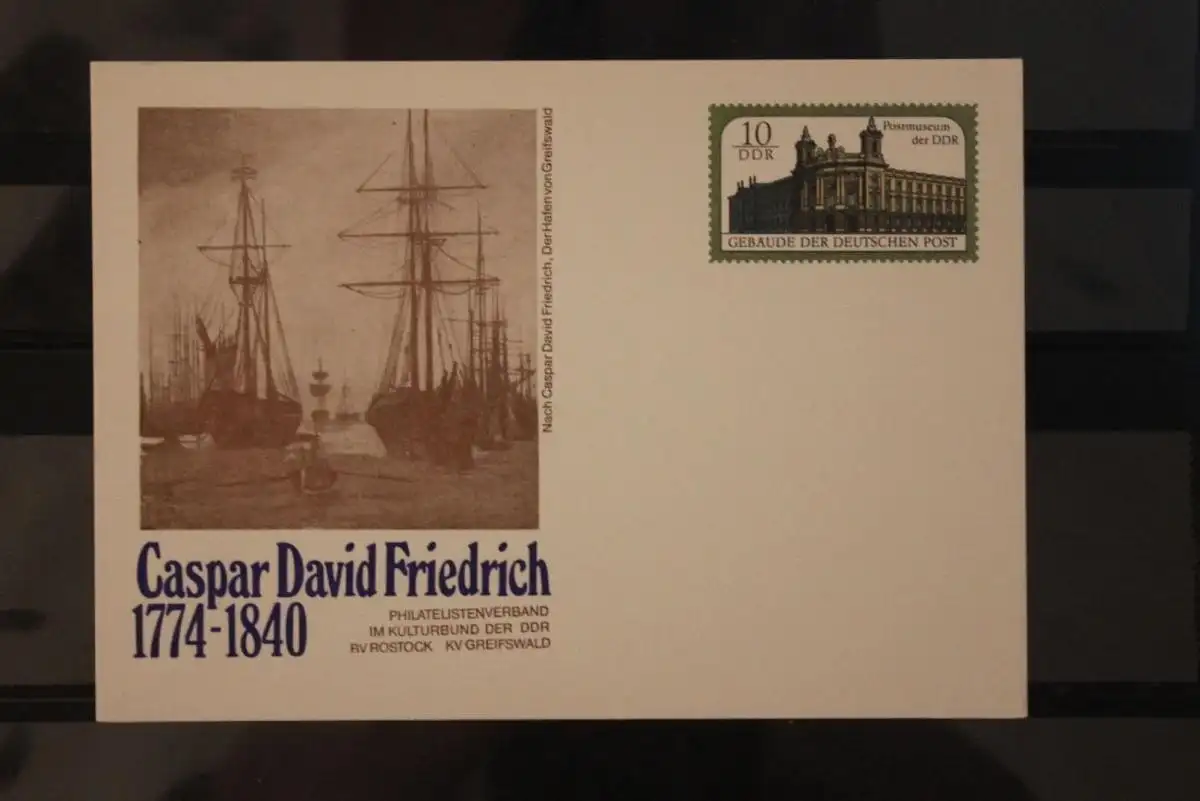 Nach Caspar David Friedrich, Der Hafen von Greifswald
Caspar David Friedrich
1774-1840
PHILATELISTENVERBAND
IM KULTURBUND DER DDR
BV ROSTOCK KV GREIFSWALD
10
DDR
Postmuseum
der DDR
GEBÄUDE DER DEUTSCHEN POST